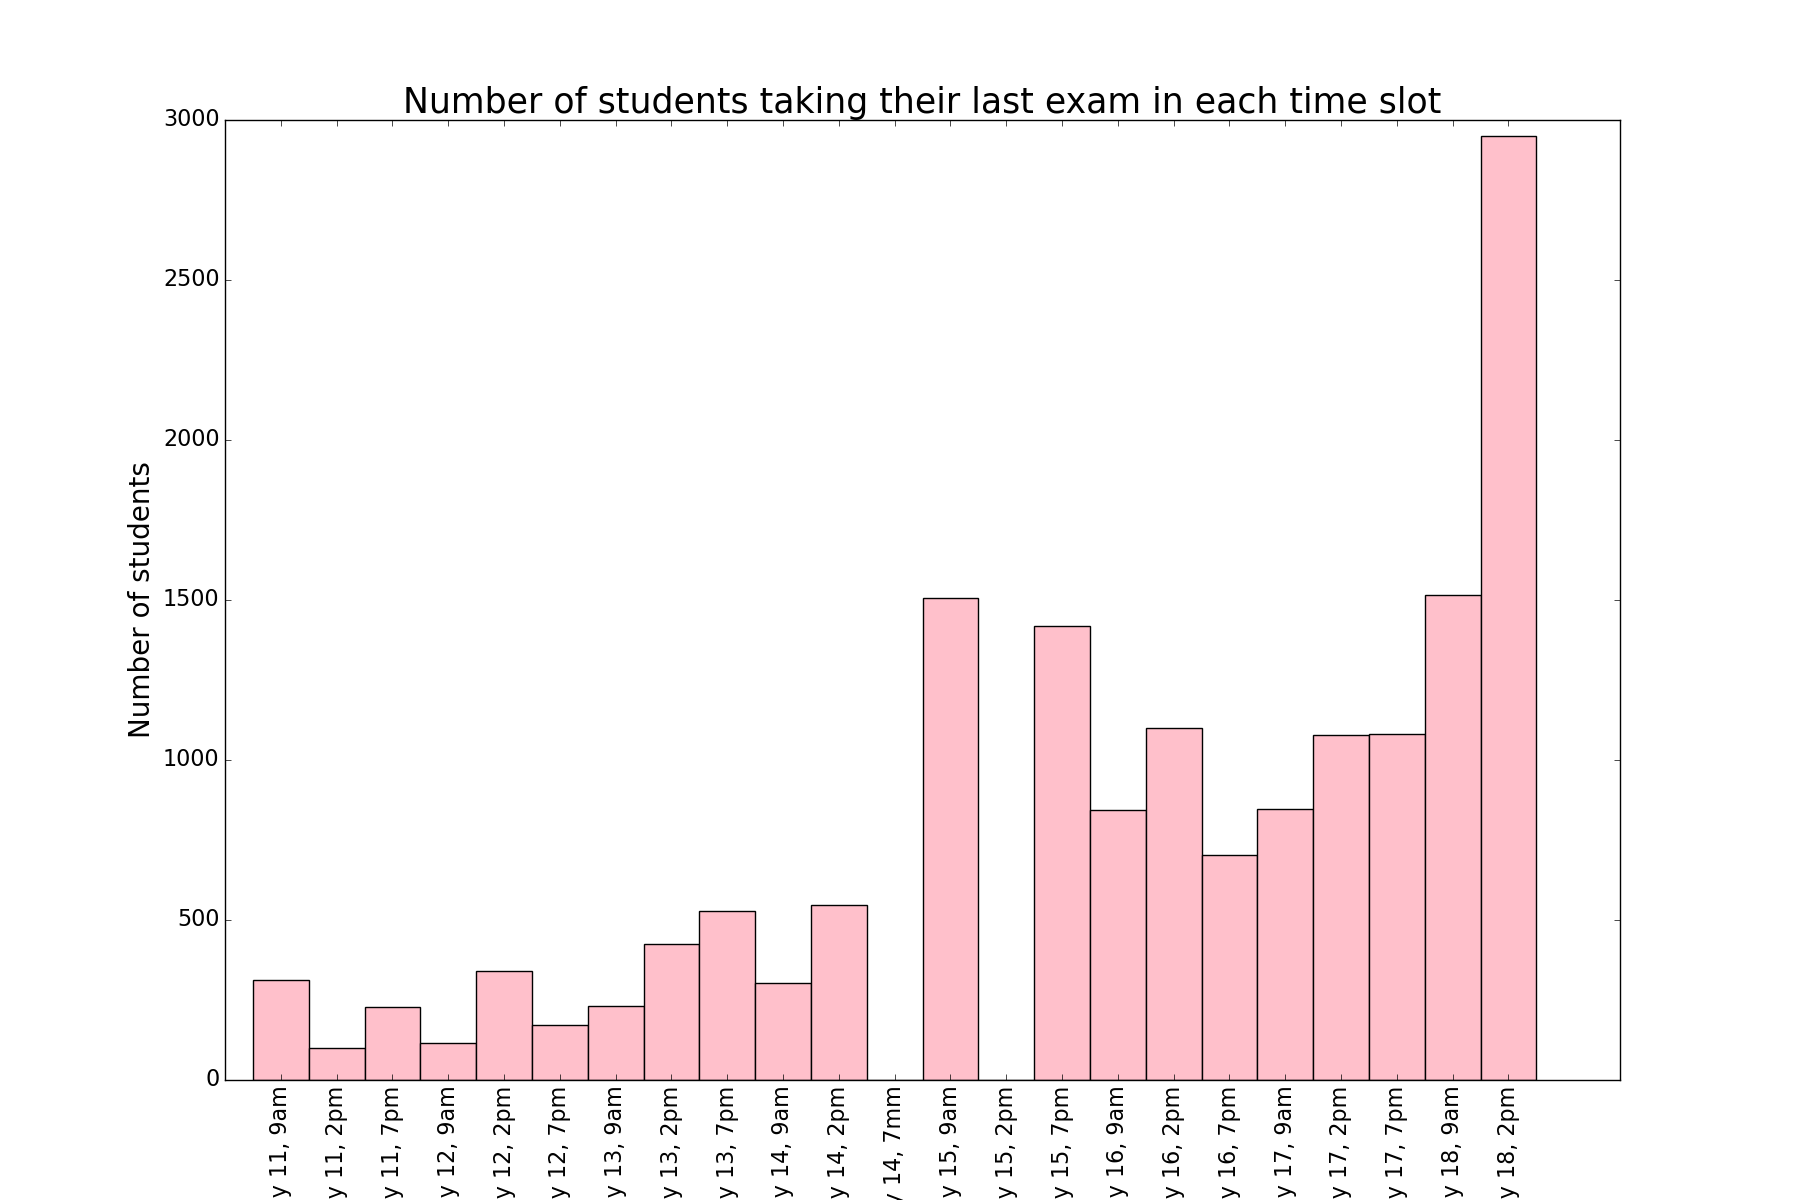 Number of students taking their last exam in each time slot
Number of students
3000
2500
2000
1500
1000
500
0
y 11, 9am
y 11, 2pm
y 11, 7pm
y 12, 9am
y 12, 2pm
y 12, 7pm
y 13, 9am
y 13, 2pm
y 13, 7pm
y 14, 9am
y 14, 2pm
y 14, 7mm
y 15, 9am
y 15, 2pm
y 15, 7pm
y 16, 9am
y 16, 2pm
y 16, 7pm
y 17, 9am
y 17, 2pm
y 17, 7pm
y 18, 9am
y 18, 2pm